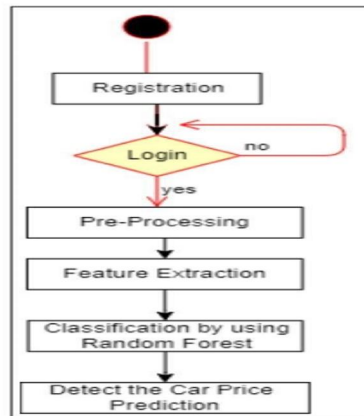 Registration
Login
no
yes
Pre-Processing
Feature Extraction
Classification by using
Random Forest
Detect the Car Price
Prediction